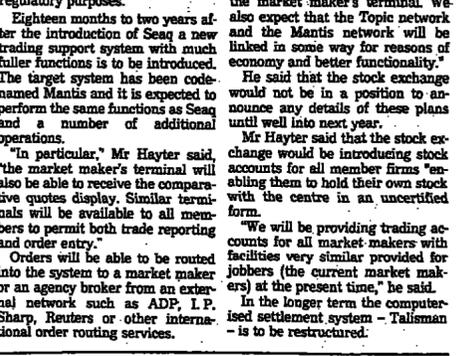 regulatory purposes.
Eighteen months to two years af-
ter the introduction of Seaq a new
trading support system with much
fuller functions is to be introduced.
The target system has been code-
named Mantis and it is expected to
perform the same functions as Seaq
and a number of additional
operations.
"In particular," Mr Hayter said,
"the market maker's terminal will
also be able to receive the compara-
tive quotes display. Similar termi-
nals will be available to all mem-
bers to permit both trade reporting
and order entry."
Orders will be able to be routed
into the system to a market maker
or an agency broker from an exter-
nal network such as ADP, I. P.
Sharp, Reuters or other interna-
tional order routing services.
the market maker's terminal. We
also expect that the Topic network
and the Mantis network will be
linked in some way for reasons of
economy and better functionality."
He said that the stock exchange
would not be in a position to an-
nounce any details of these plans
until well into next year.
Mr Hayter said that the stock ex-
change would be introducing stock
accounts for all member firms "en-
abling them to hold their own stock
with the centre in an uncertified
form.
"We will be providing trading ac-
counts for all market makers with
facilities very similar provided for
jobbers (the current market mak-
ers) at the present time," he said.
In the longer term the computer-
ised settlement system – Talisman
– is to be restructured.